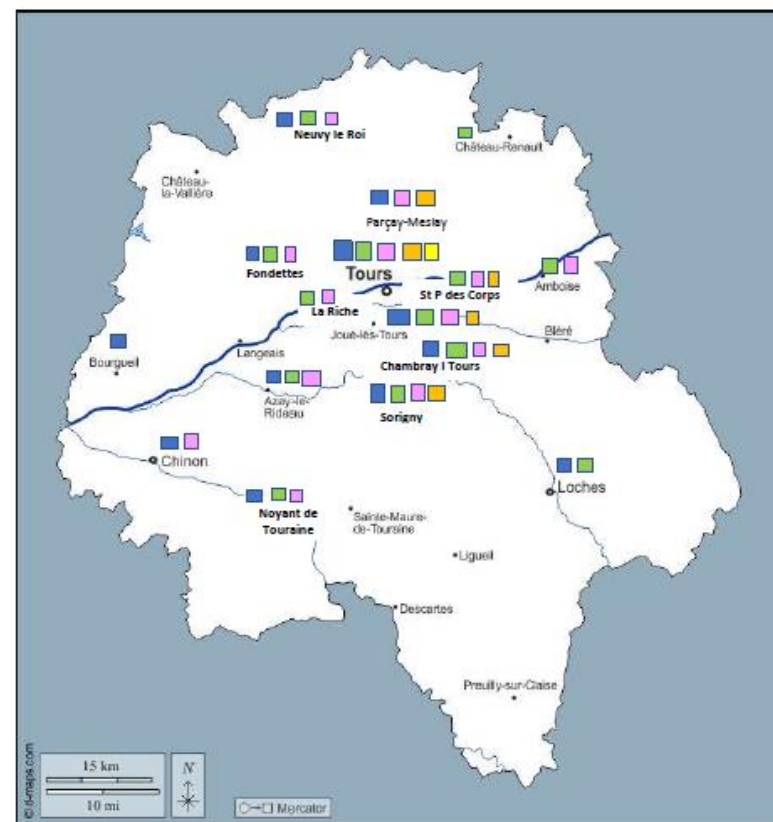 Neuvy le Roi
Château-Renault
Château-
la-Vallière
Parçay-Meslay
Fondettes
Tours
St P des Corps
Amboise
La Riche
Joué-lès-Tours
Bléré
Bourgueil
Langeais
Chambray l Tours
Azay-le-
Rideau
Sorigny
Chinon
Loches
Noyant de
Touraine
Sainte-Maure-
de-Touraine
Ligueil
Descartes
Preuilly-sur-Claise
© d-maps.com
15 km
10 mi
N
Mercator